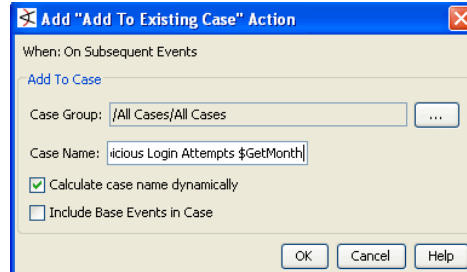 Add "Add To Existing Case" Action
When: On Subsequent Events
Add To Case
Case Group: /All Cases/All Cases ...
Case Name: icious Login Attempts $GetMonth
Calculate case name dynamically
Include Base Events in Case
OK Cancel Help